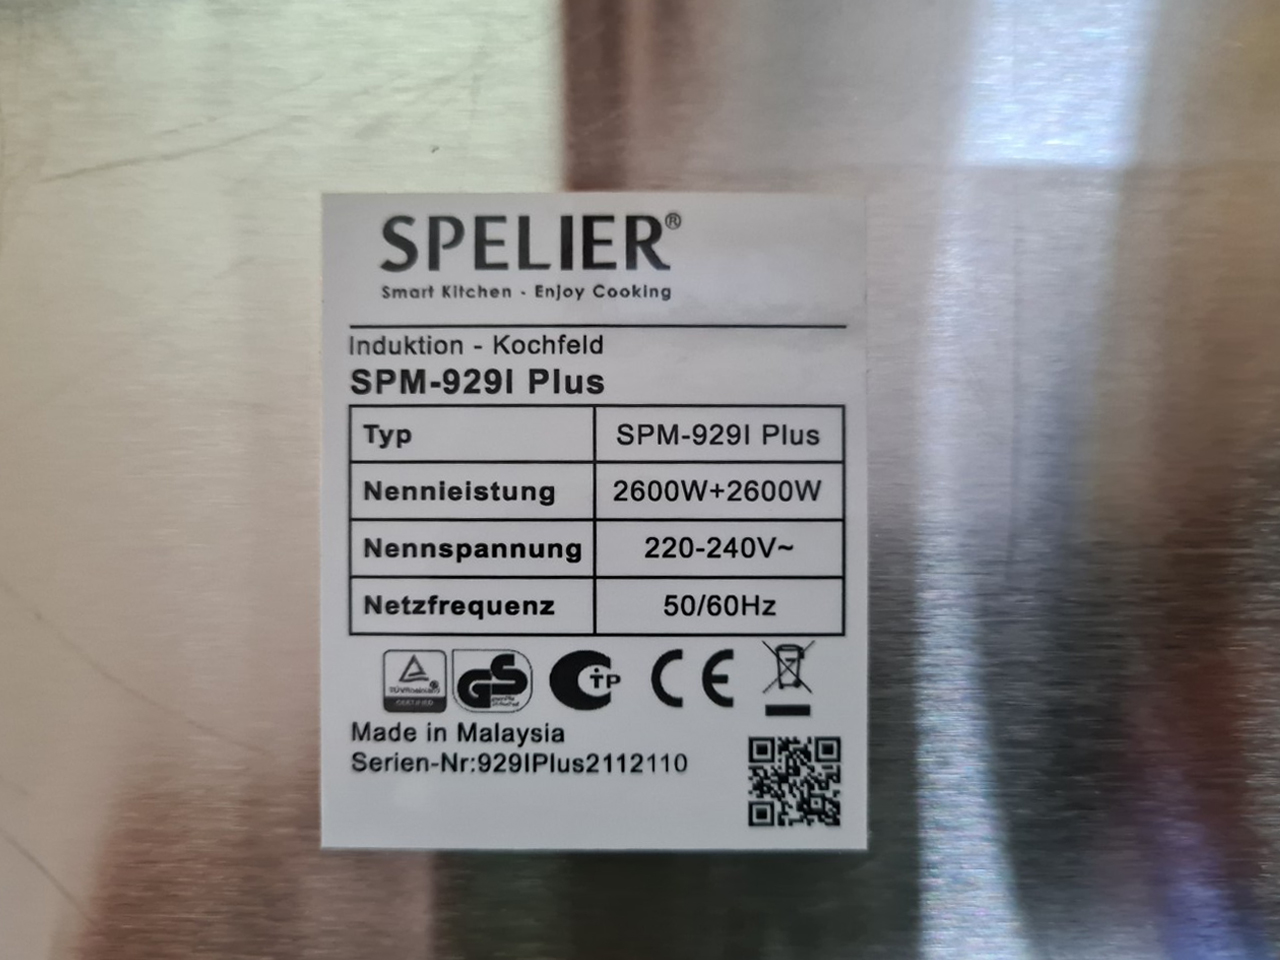 SPELIER®
Smart Kitchen - Enjoy Cooking
Induktion - Kochfeld
SPM-929I Plus
Typ SPM-929I Plus
Nennieistung 2600W+2600W
Nennspannung 220-240V~
Netzfrequenz 50/60Hz
GS TP CE
Made in Malaysia
Serien-Nr:929IPlus2112110